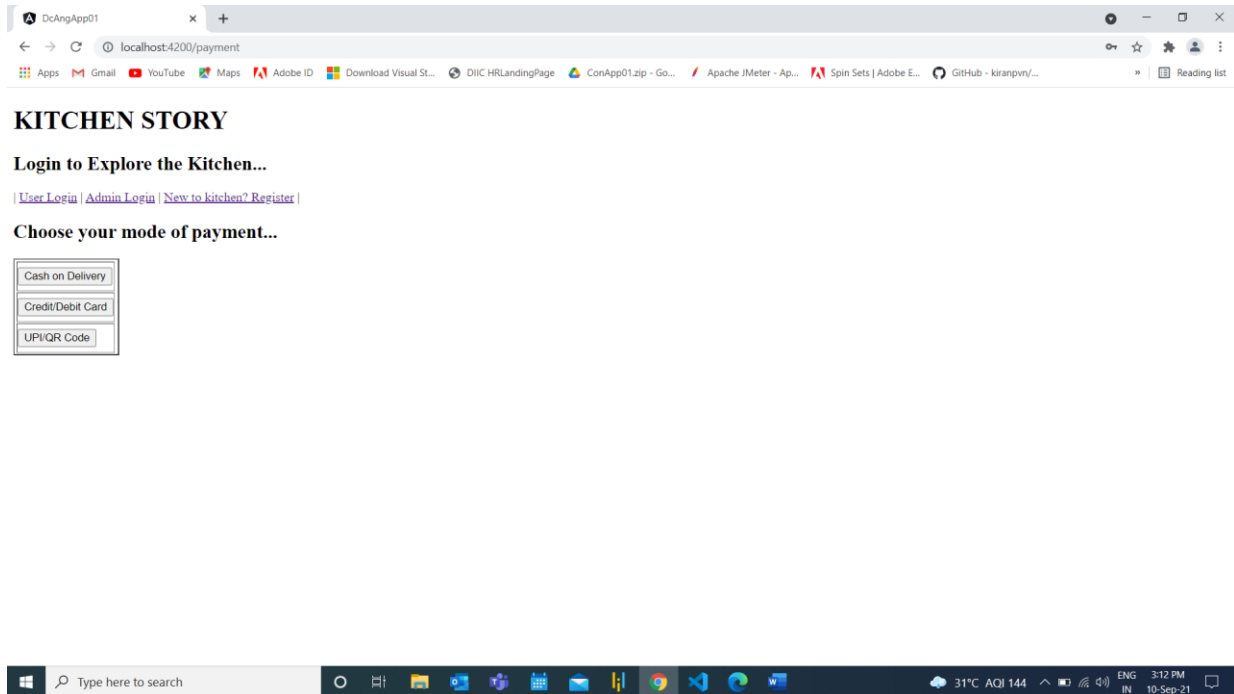 DcAngApp01
localhost:4200/payment
Apps Gmail YouTube Maps Adobe ID Download Visual St... DIIC HRLandingPage ConApp01.zip - Go... Apache JMeter - Ap... Spin Sets | Adobe E... GitHub - kiranpvn/... » Reading list
KITCHEN STORY
Login to Explore the Kitchen...
| User Login | Admin Login | New to kitchen? Register |
Choose your mode of payment...
Cash on Delivery
Credit/Debit Card
UPI/QR Code
Type here to search
31°C AQI 144
ENG
IN
3:12 PM
10-Sep-21